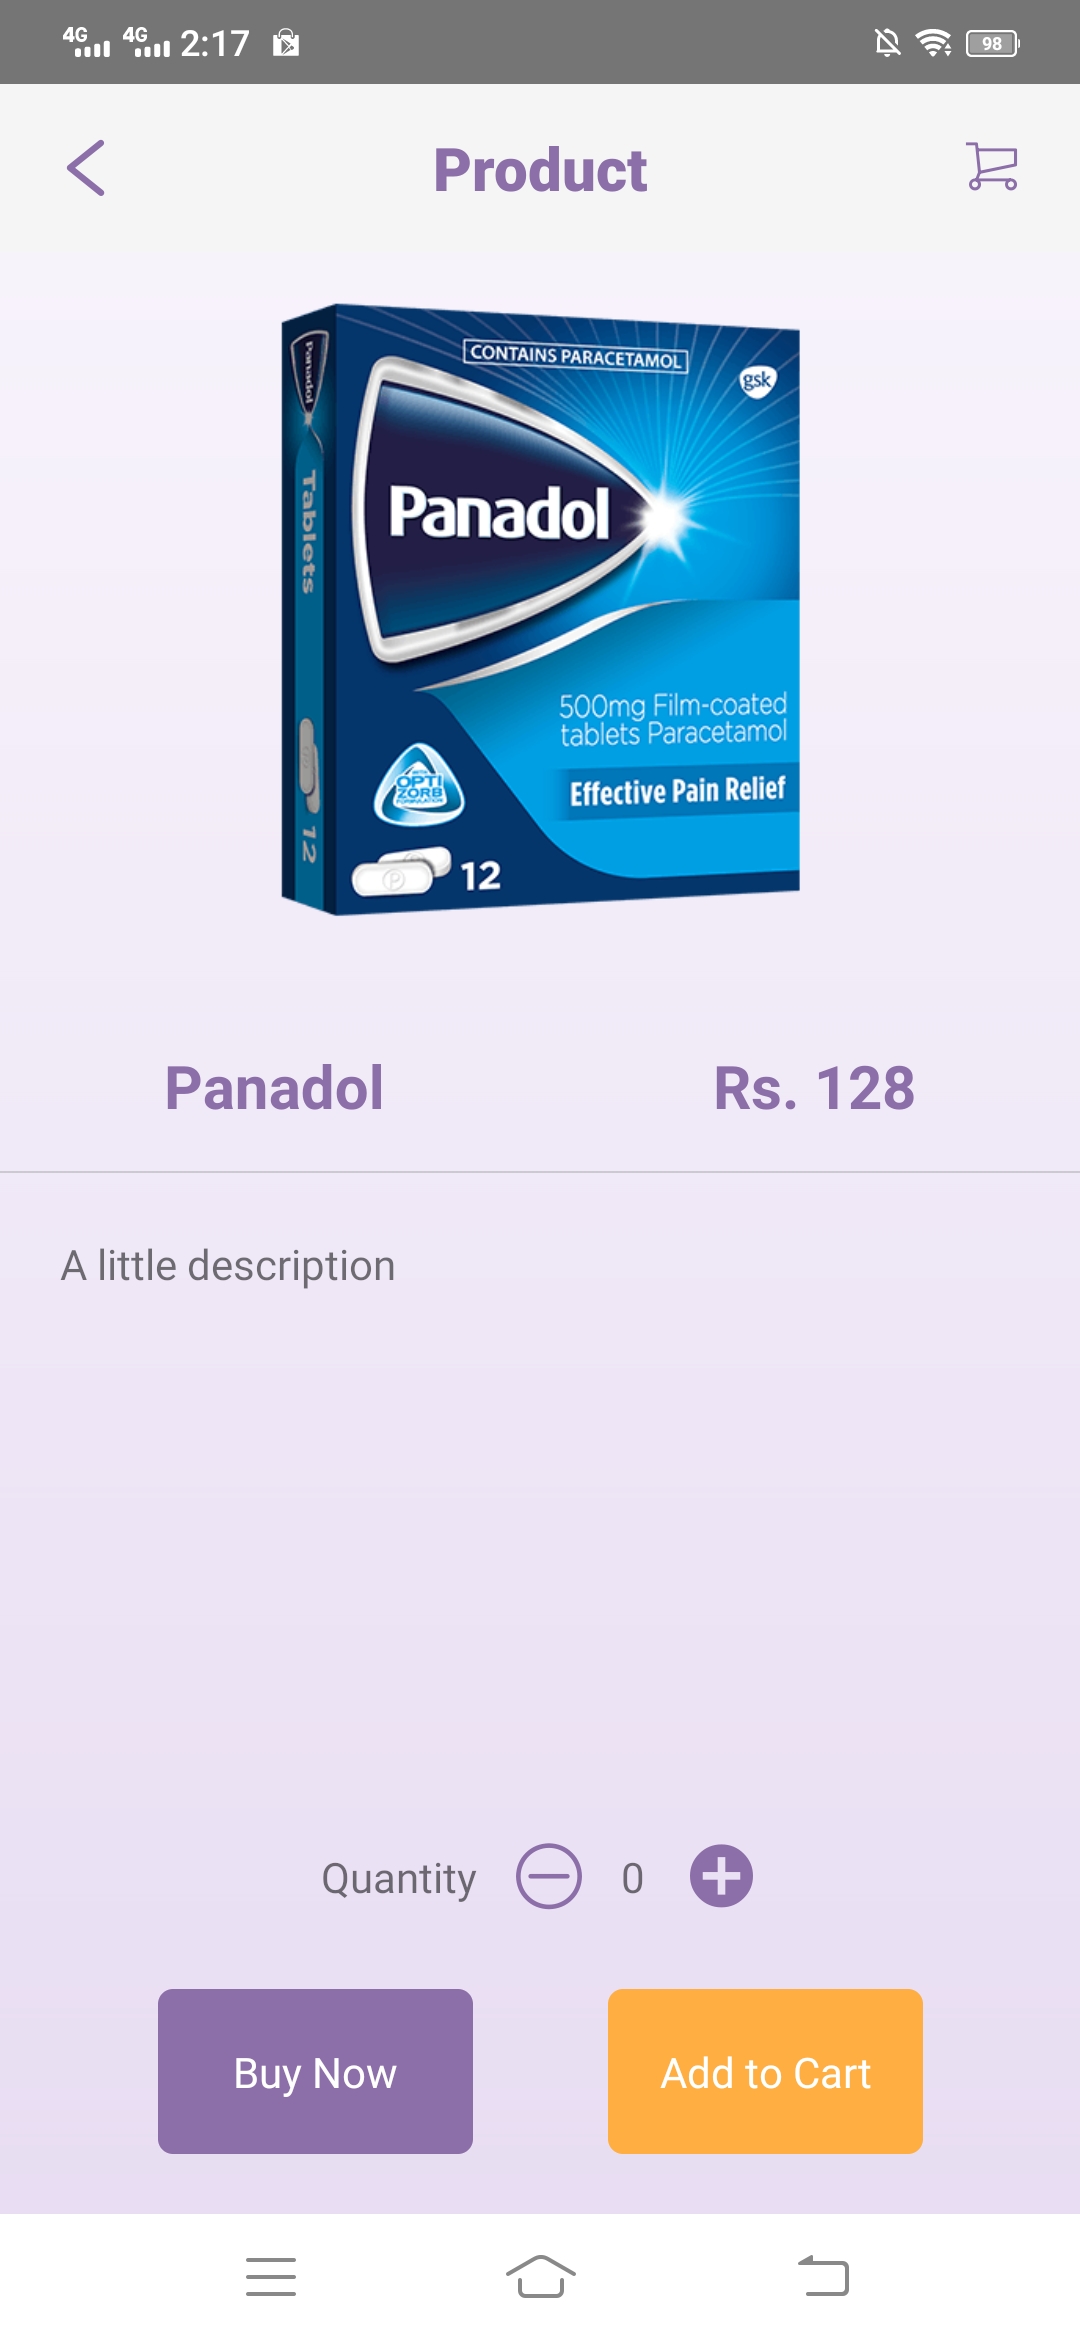 4G 4G 2:17 98
Product
CONTAINS PARACETAMOL
gsk
Panadol
Tablets
Panadol
500mg Film-coated
tablets Paracetamol
OPTI
ZORB
FORMULATION
Effective Pain Relief
12
12
Panadol Rs. 128
A little description
Quantity 0
Buy Now Add to Cart